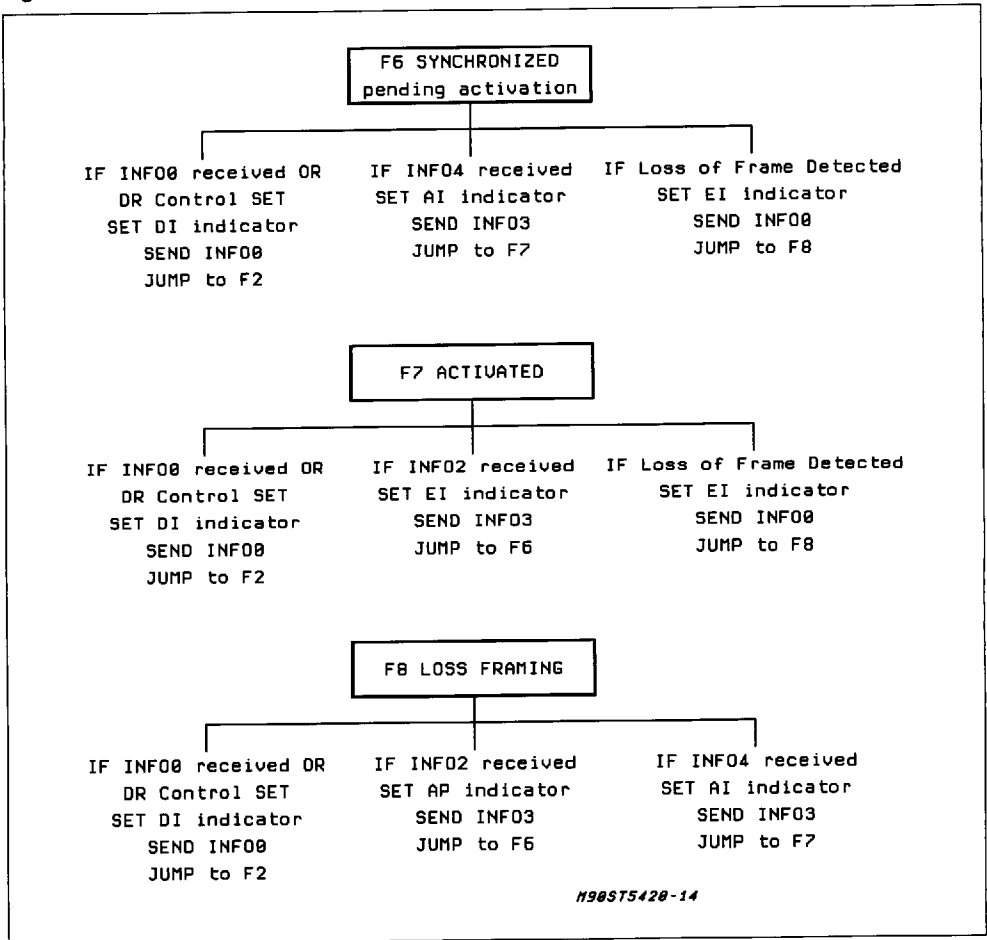 F6 SYNCHRONIZED
pending activation
IF INFO0 received OR
DR Control SET
SET DI indicator
SEND INFO0
JUMP to F2
IF INFO4 received
SET AI indicator
SEND INFO3
JUMP to F7
IF Loss of Frame Detected
SET EI indicator
SEND INFO0
JUMP to F8
F7 ACTIVATED
IF INFO0 received OR
DR Control SET
SET DI indicator
SEND INFO0
JUMP to F2
IF INFO2 received
SET EI indicator
SEND INFO3
JUMP to F6
IF Loss of Frame Detected
SET EI indicator
SEND INFO0
JUMP to F8
F8 LOSS FRAMING
IF INFO0 received OR
DR Control SET
SET DI indicator
SEND INFO0
JUMP to F2
IF INFO2 received
SET AP indicator
SEND INFO3
JUMP to F6
IF INFO4 received
SET AI indicator
SEND INFO3
JUMP to F7
M90ST5420-14